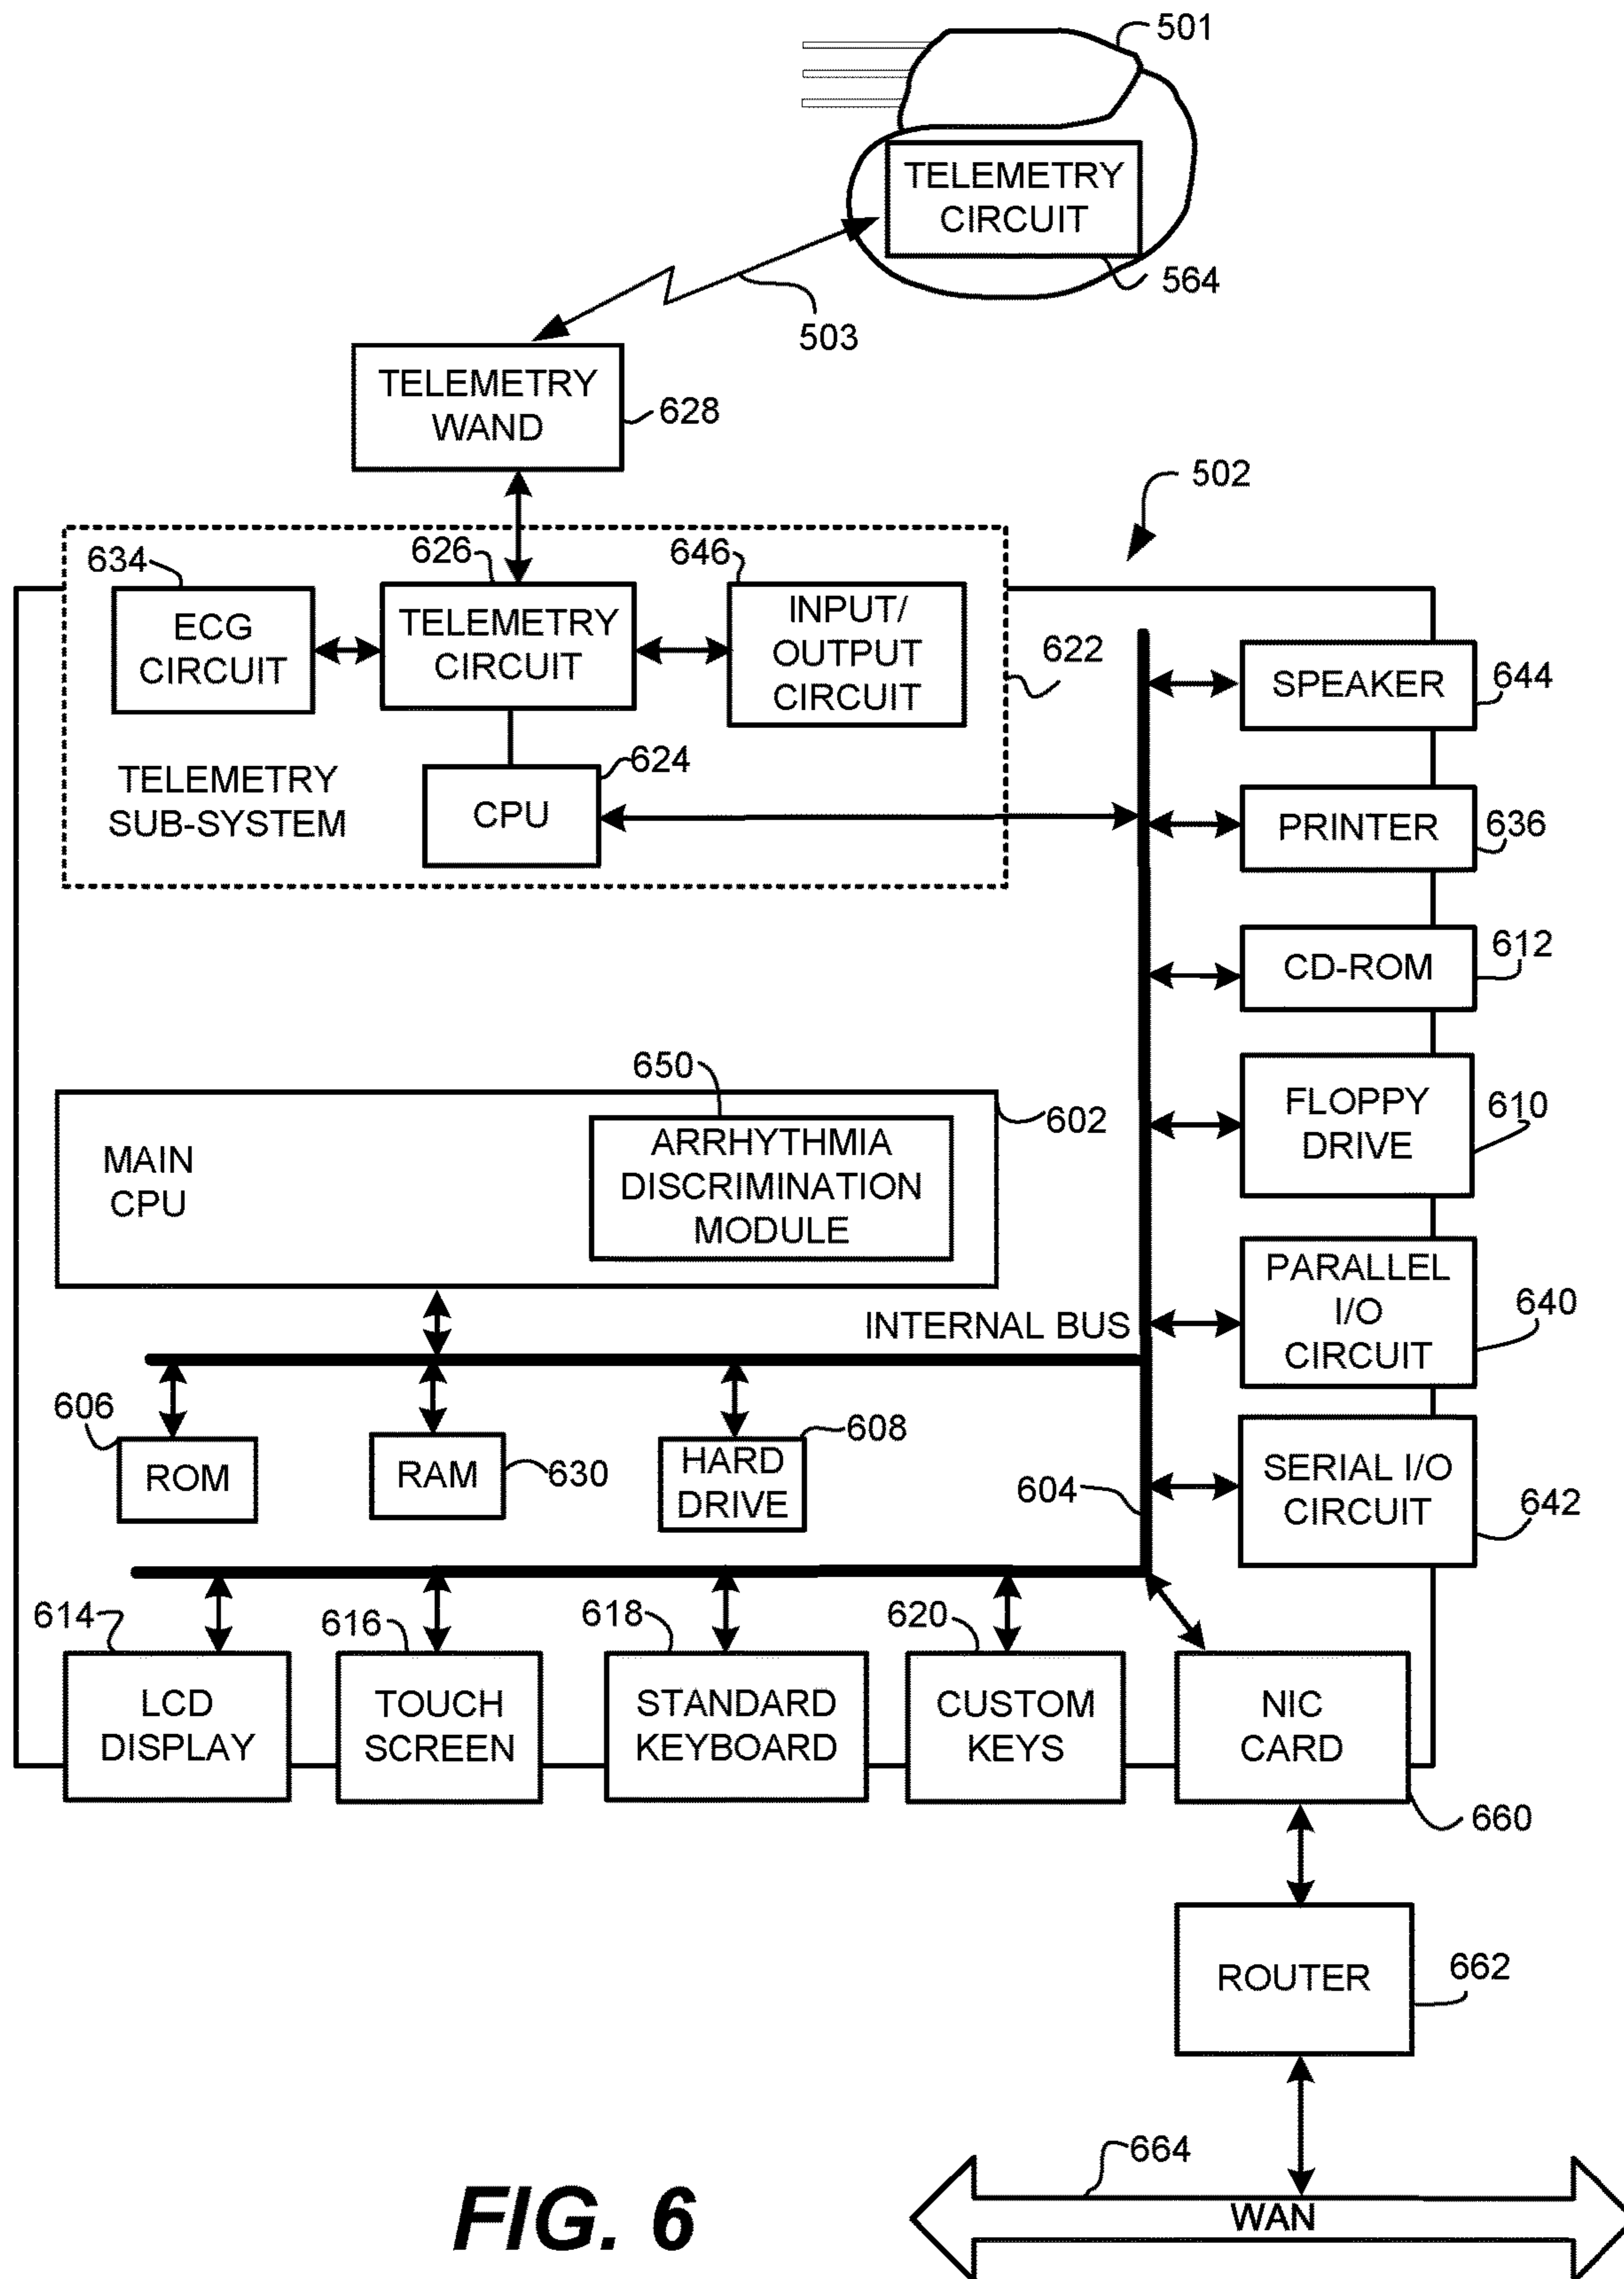 501
TELEMETRY
CIRCUIT
564
503
TELEMETRY
WAND
628
502
634
626
646
ECG
CIRCUIT
TELEMETRY
CIRCUIT
INPUT/
OUTPUT
CIRCUIT
622
SPEAKER
644
624
TELEMETRY
SUB-SYSTEM
CPU
PRINTER
636
CD-ROM
612
650
602
MAIN
CPU
ARRHYTHMIA
DISCRIMINATION
MODULE
FLOPPY
DRIVE
610
INTERNAL BUS
PARALLEL
I/O
CIRCUIT
640
606
ROM
RAM
630
608
HARD
DRIVE
604
SERIAL I/O
CIRCUIT
642
614
616
618
620
LCD
DISPLAY
TOUCH
SCREEN
STANDARD
KEYBOARD
CUSTOM
KEYS
NIC
CARD
660
ROUTER
662
664
WAN
FIG. 6